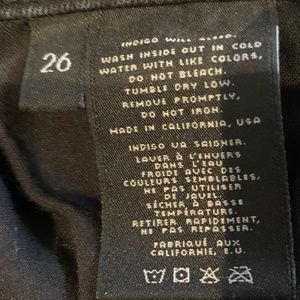 26
INDIGO WILL
WASH INSIDE OUT IN COLD
WATER WITH LIKE COLORS,
DO NOT BLEACH.
TUMBLE DRY LOW.
REMOVE PROMPTLY,
DO NOT IRON.
MADE IN CALIFORNIA, USA
INDIGO VA SAIGNER.
LAVER À L'ENVERS
DANS L'EAU
FROIDE AVEC DES
COULEURS SEMBLABLES,
NE PAS UTILISER
DE JAVEL.
SÉCHER À BASSE
TEMPÉRATURE.
RETIRER RAPIDEMENT,
NE PAS REPASSER.
FABRIQUÉ AUX
CALIFORNIE, E.U.